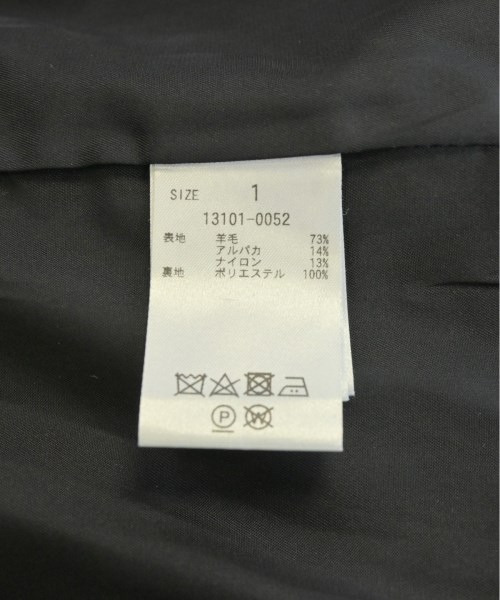 SIZE 1
13101-0052
表地 羊毛 73%
アルパカ 14%
ナイロン 13%
裏地 ポリエステル 100%
P W